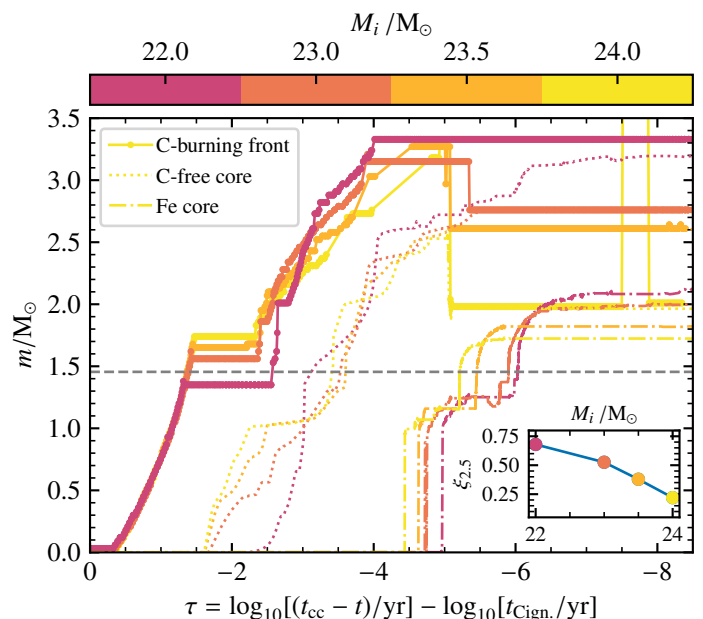 M_i /M_⊙
22.0 23.0 23.5 24.0
3.5
3.0
2.5
2.0
1.5
1.0
0.5
0.0
m/M_⊙
C-burning front
C-free core
Fe core
M_i /M_⊙
0.75
0.50
0.25
ξ_2.5
22 24
0 −2 −4 −6 −8
τ = log₁₀[(t_cc − t)/yr] − log₁₀[t_Cign./yr]